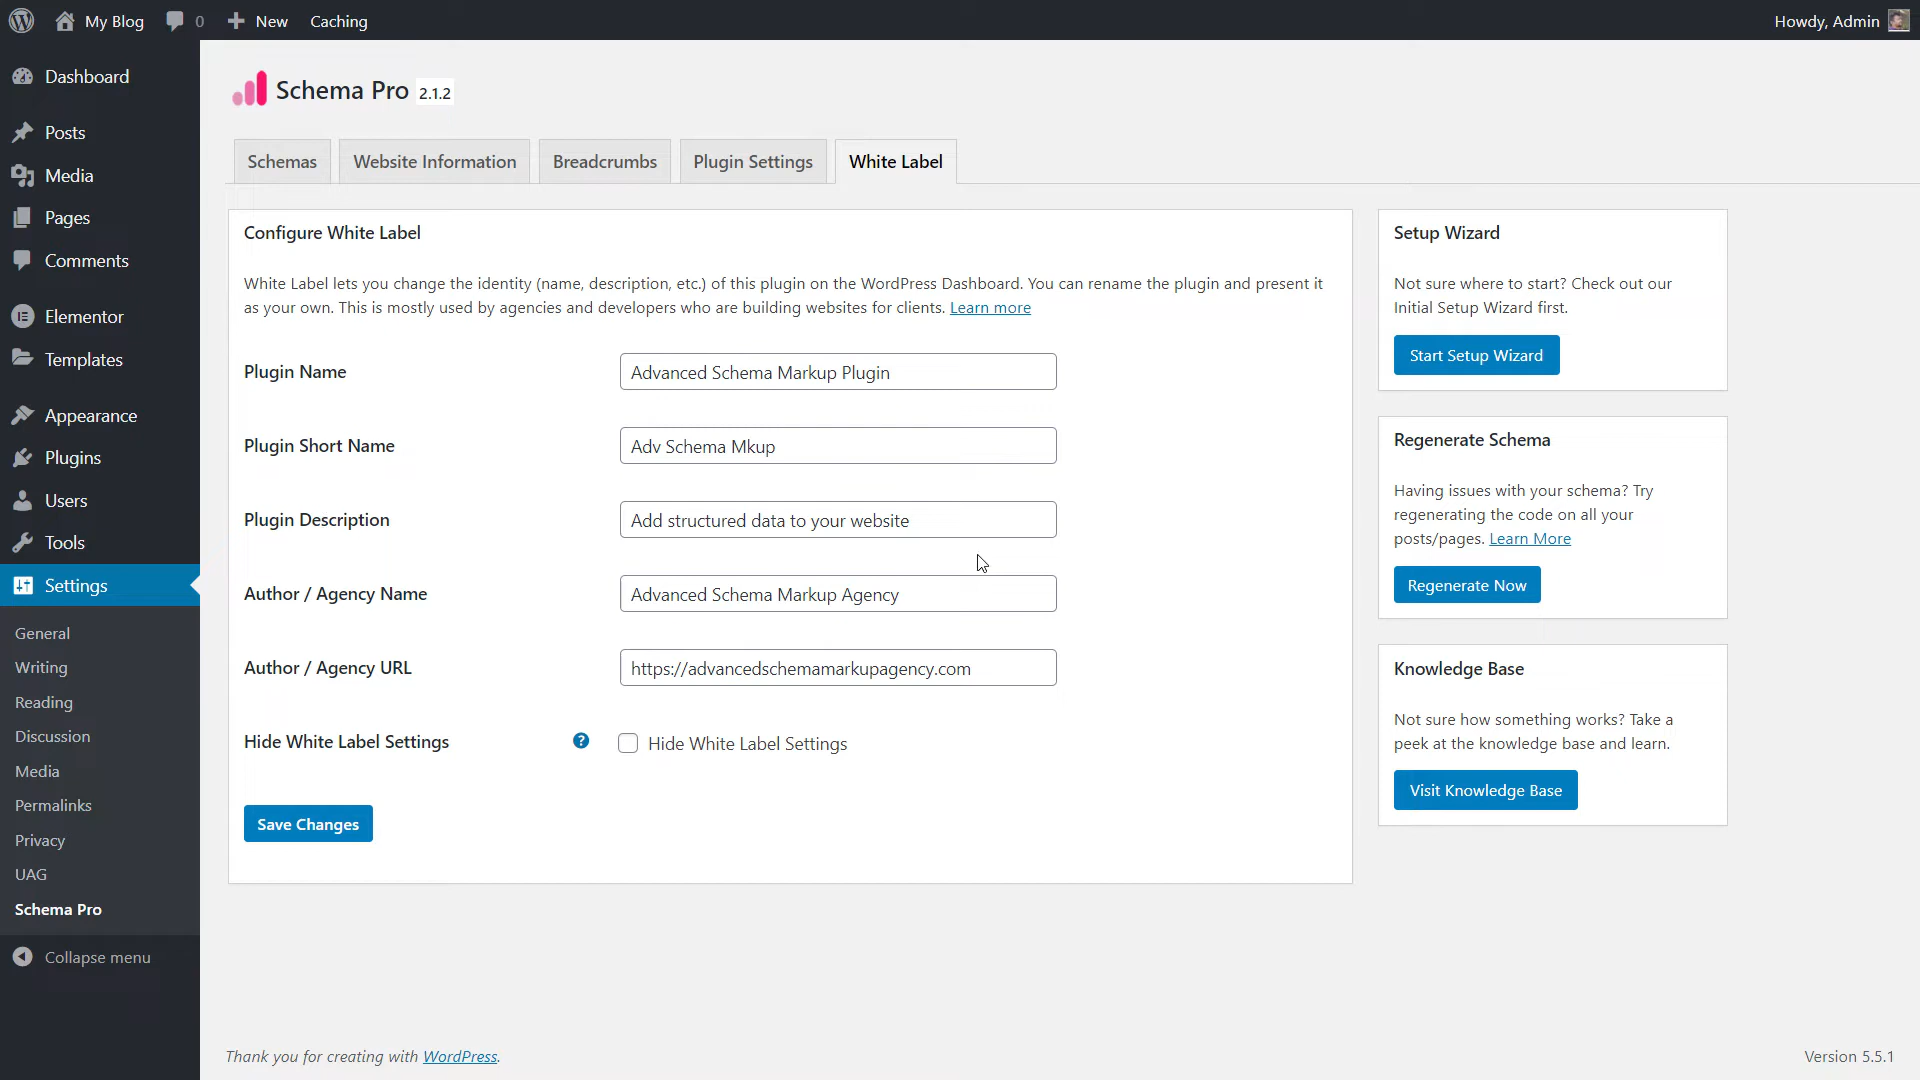 My Blog
0
New
Caching
Howdy, Admin
Dashboard
Posts
Media
Pages
Comments
Elementor
Templates
Appearance
Plugins
Users
Tools
Settings
General
Writing
Reading
Discussion
Media
Permalinks
Privacy
UAG
Schema Pro
Collapse menu
Schema Pro 2.1.2
Schemas
Website Information
Breadcrumbs
Plugin Settings
White Label
Configure White Label
White Label lets you change the identity (name, description, etc.) of this plugin on the WordPress Dashboard. You can rename the plugin and present it
as your own. This is mostly used by agencies and developers who are building websites for clients. Learn more
Plugin Name
Advanced Schema Markup Plugin
Plugin Short Name
Adv Schema Mkup
Plugin Description
Add structured data to your website
Author / Agency Name
Advanced Schema Markup Agency
Author / Agency URL
https://advancedschemamarkupagency.com
Hide White Label Settings
?
Hide White Label Settings
Save Changes
Setup Wizard
Not sure where to start? Check out our
Initial Setup Wizard first.
Start Setup Wizard
Regenerate Schema
Having issues with your schema? Try
regenerating the code on all your
posts/pages. Learn More
Regenerate Now
Knowledge Base
Not sure how something works? Take a
peek at the knowledge base and learn.
Visit Knowledge Base
Thank you for creating with WordPress.
Version 5.5.1